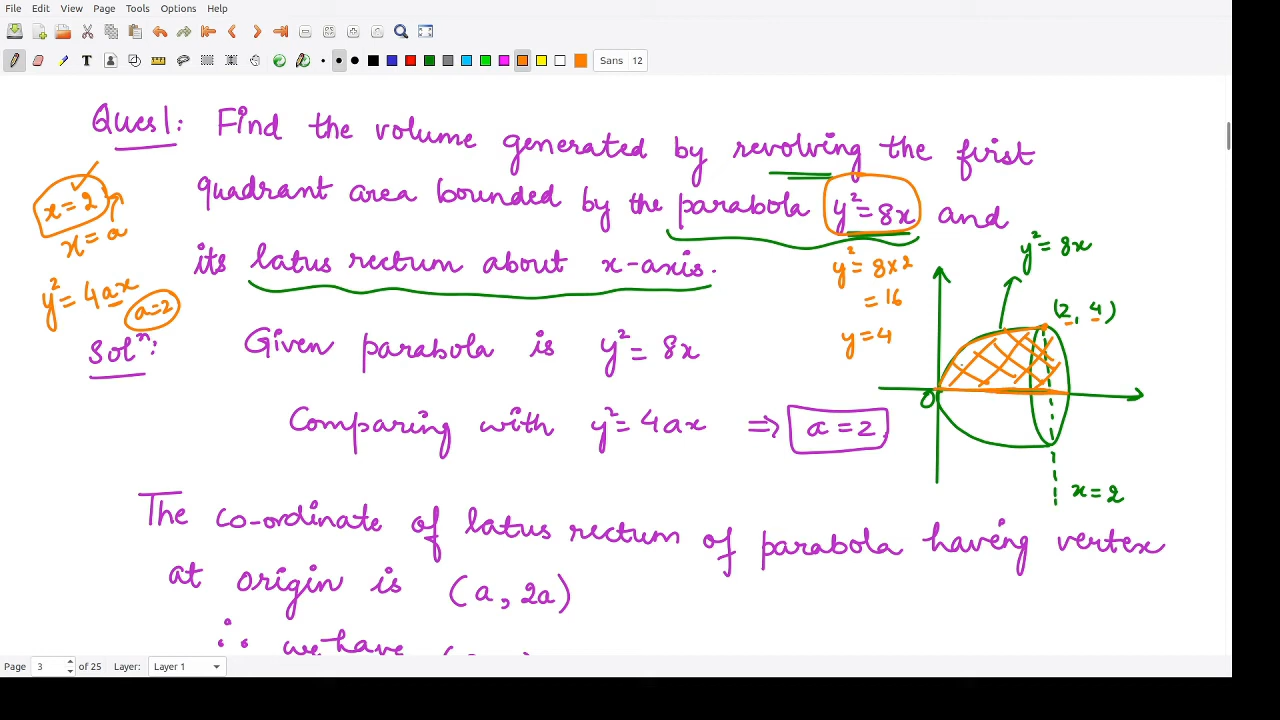 File Edit View Page Tools Options Help
T Sans 12
Ques1: Find the volume generated by revolving the first
quadrant area bounded by the parabola y²= 8x and
its latus rectum about x-axis.
x = 2
x = a
y²= 4ax
a=2
y²= 8x2
= 16
y = 4
y²= 8x
(2, 4)
O
x = 2
Solⁿ: Given parabola is y²= 8x
Comparing with y²= 4ax ⇒ a = 2
The co-ordinate of latus rectum of parabola having vertex
at origin is (a, 2a)
∴ we have
Page 3 of 25 Layer: Layer 1